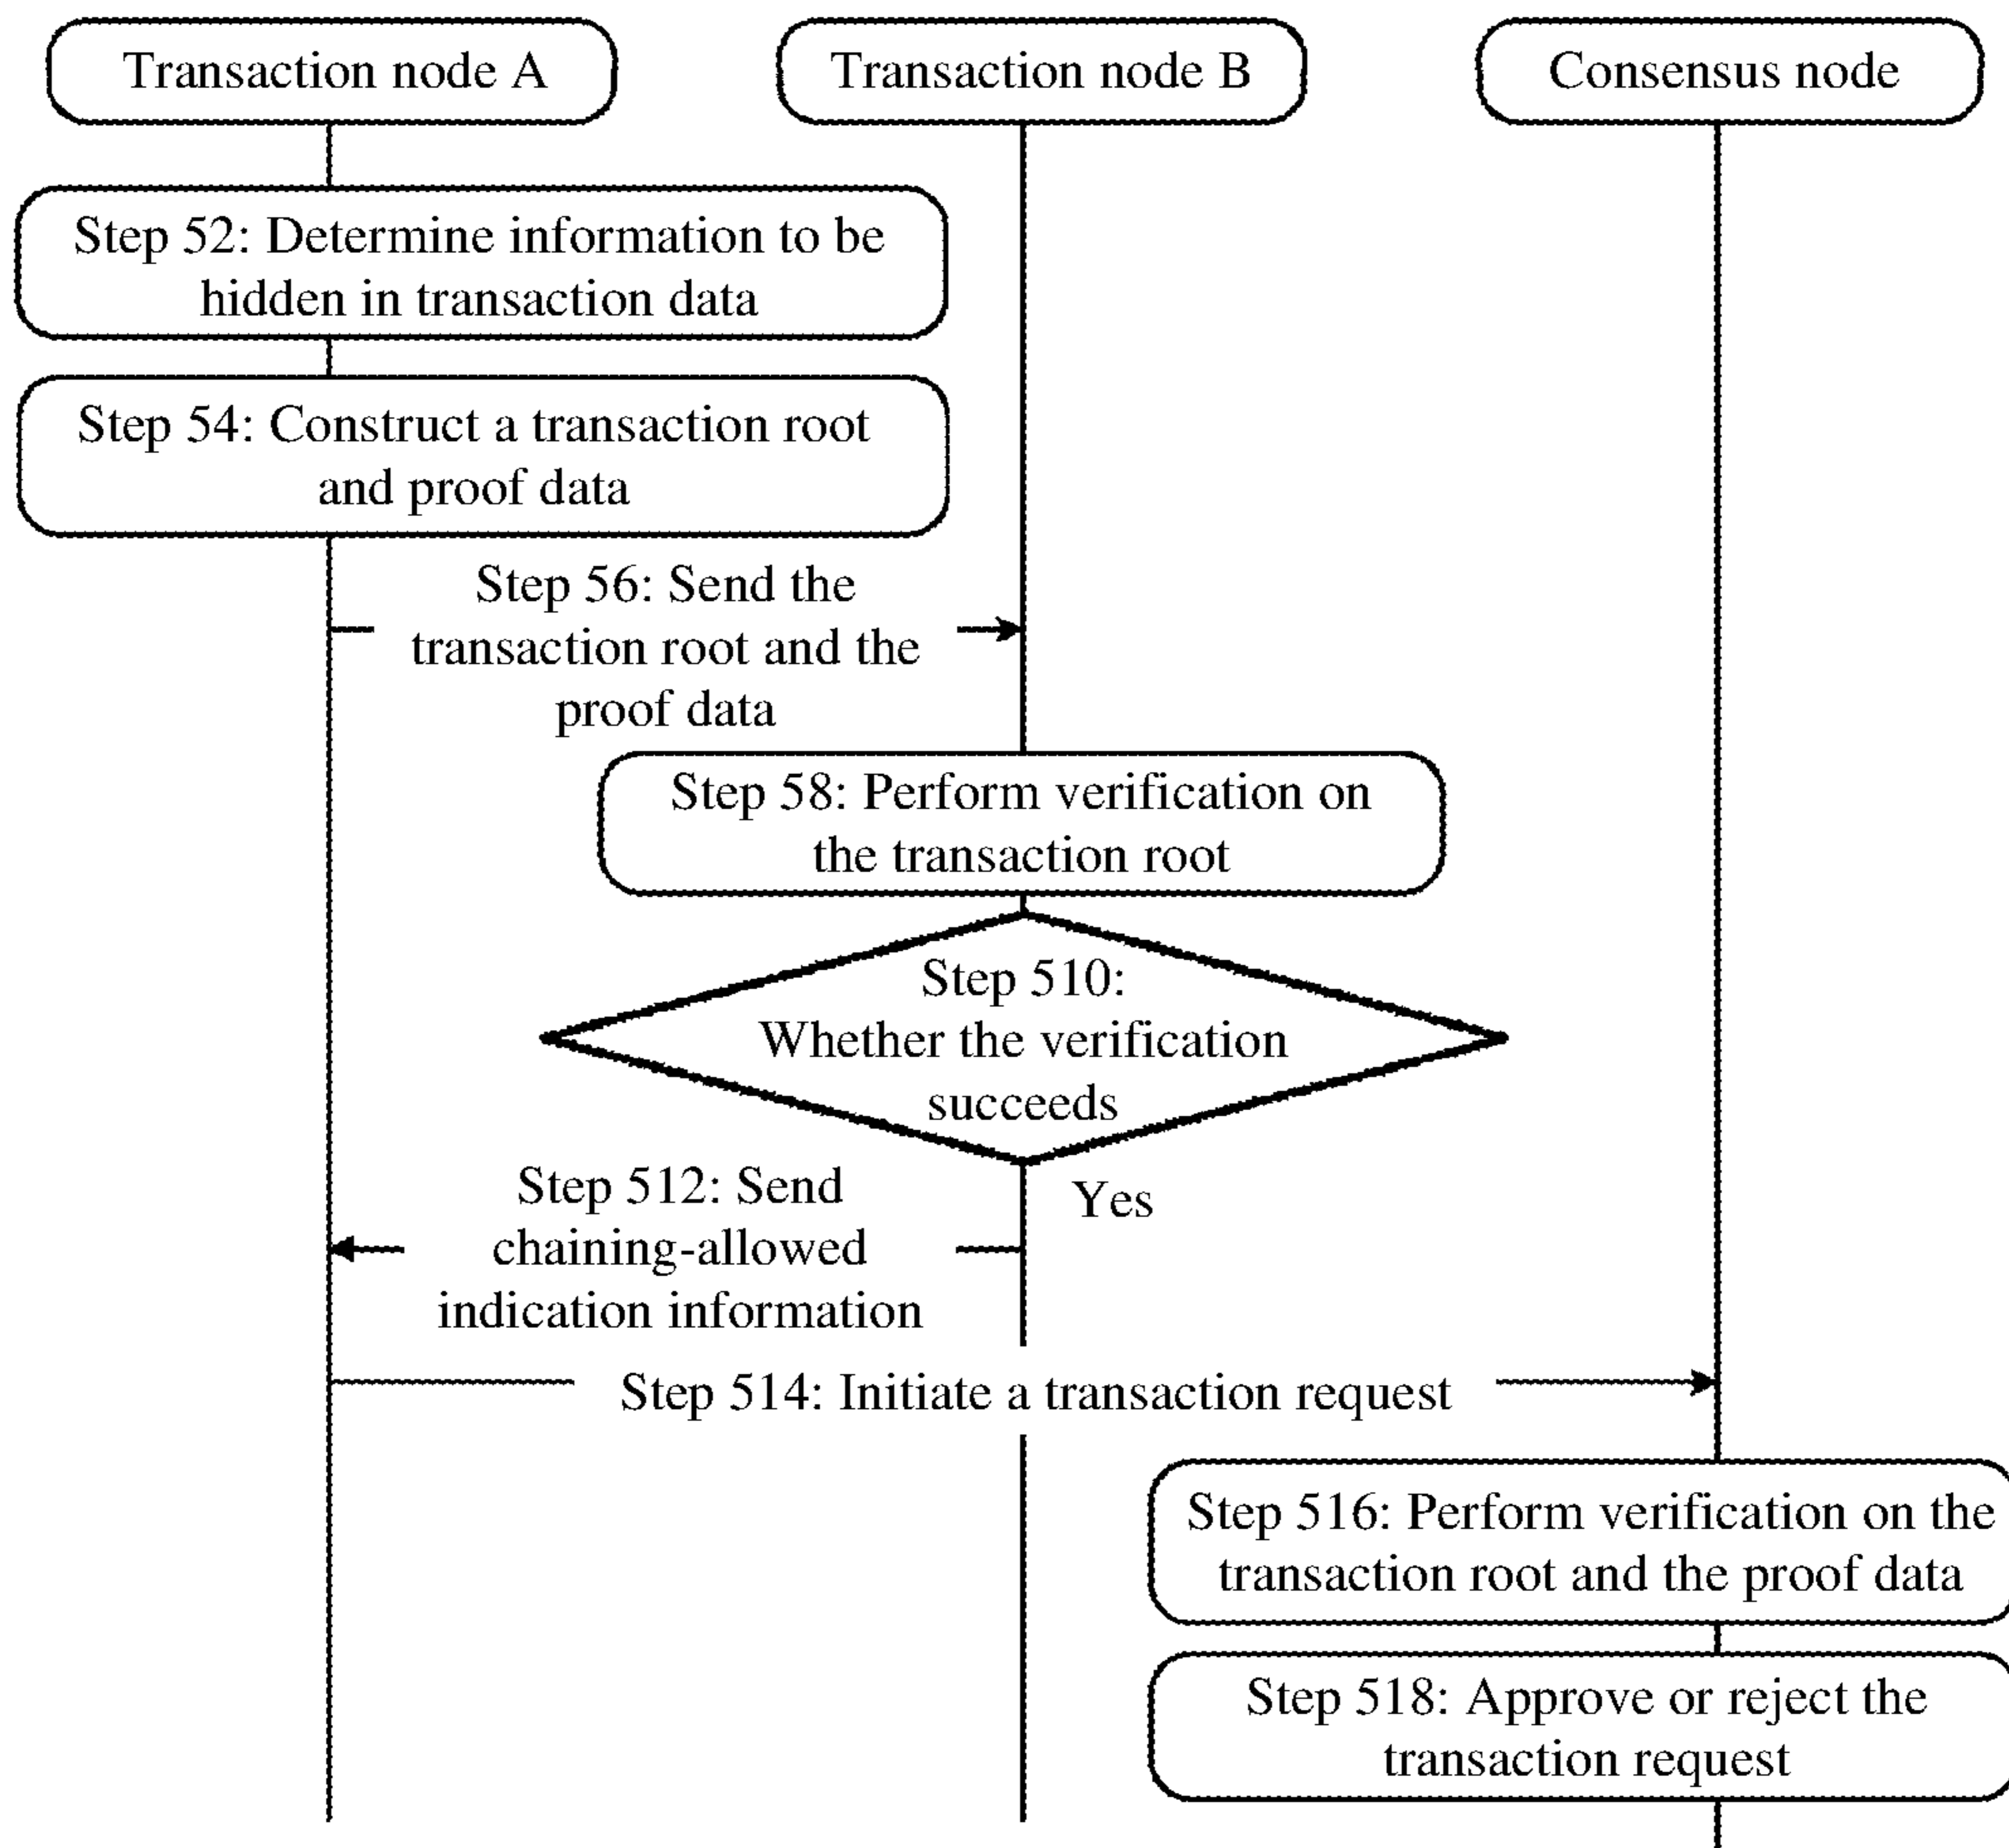 Transaction node A
Transaction node B
Consensus node
Step 52: Determine information to be
hidden in transaction data
Step 54: Construct a transaction root
and proof data
Step 56: Send the
transaction root and the
proof data
Step 58: Perform verification on
the transaction root
Step 510:
Whether the verification
succeeds
Yes
Step 512: Send
chaining-allowed
indication information
Step 514: Initiate a transaction request
Step 516: Perform verification on the
transaction root and the proof data
Step 518: Approve or reject the
transaction request